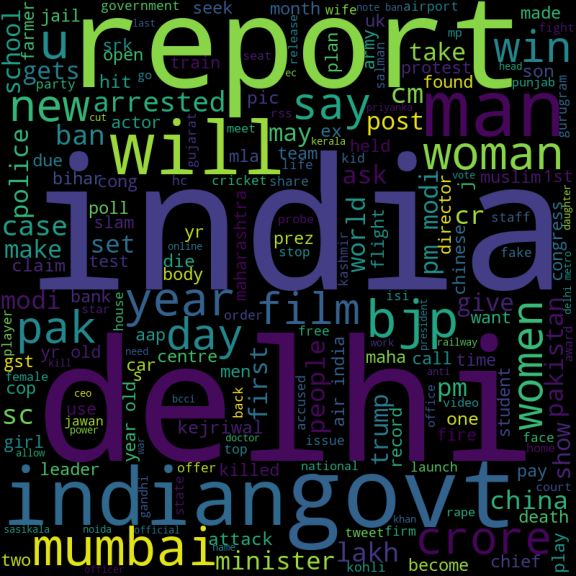 government
wife
airport
note
ban
last
mp
farmer
jail
seek
month
school
open
srk
go
uk
army
fight
u
report
win
gets
hit
train
plan
take
seat
salman
released
party
pic
protest
son
head
punjab
made
found
gurugram
new
arrested
say
cm
man
actor
cut
rss
priyanka
ec
ban
will
may
ex
post
woman
police
due
gujarat
meet
kerala
held
mla
team
life
kid
muslim
1st
bihar
cong
hc
cricket
share
ask
j
vote
daughter
case
poll
slam
yr
world
cr
director
staff
make
set
die
prez
probe
online
stop
flight
pm modi
chinese
fake
claim
test
body
maharashtra
kashmir
congress
delhi
metro
india
modi
bank
star
house
year
film
order
isi
give
want
pak
day
bjp
women
player
gst
aap
centre
free
maha
call
time
pakistan
yr old
car
s
men
first
people
air india
trump
president
work
railway
anti
award
kill
female
cop
use
year old
kejriwal
accused
pm
video
one
student
show
sc
ceo
need
bcci
back
record
office
fire
face
home
girl
jawan
power
war
doctor
top
issue
delhi
allow
leader
offer
killed
national
launch
pay
court
indian
govt
china
death
gandhi
state
rape
sasikala
noida
official
attack
tweet
firm
khan
crore
play
two
mumbai
name
minister
lakh
kohli
become
chief
officer